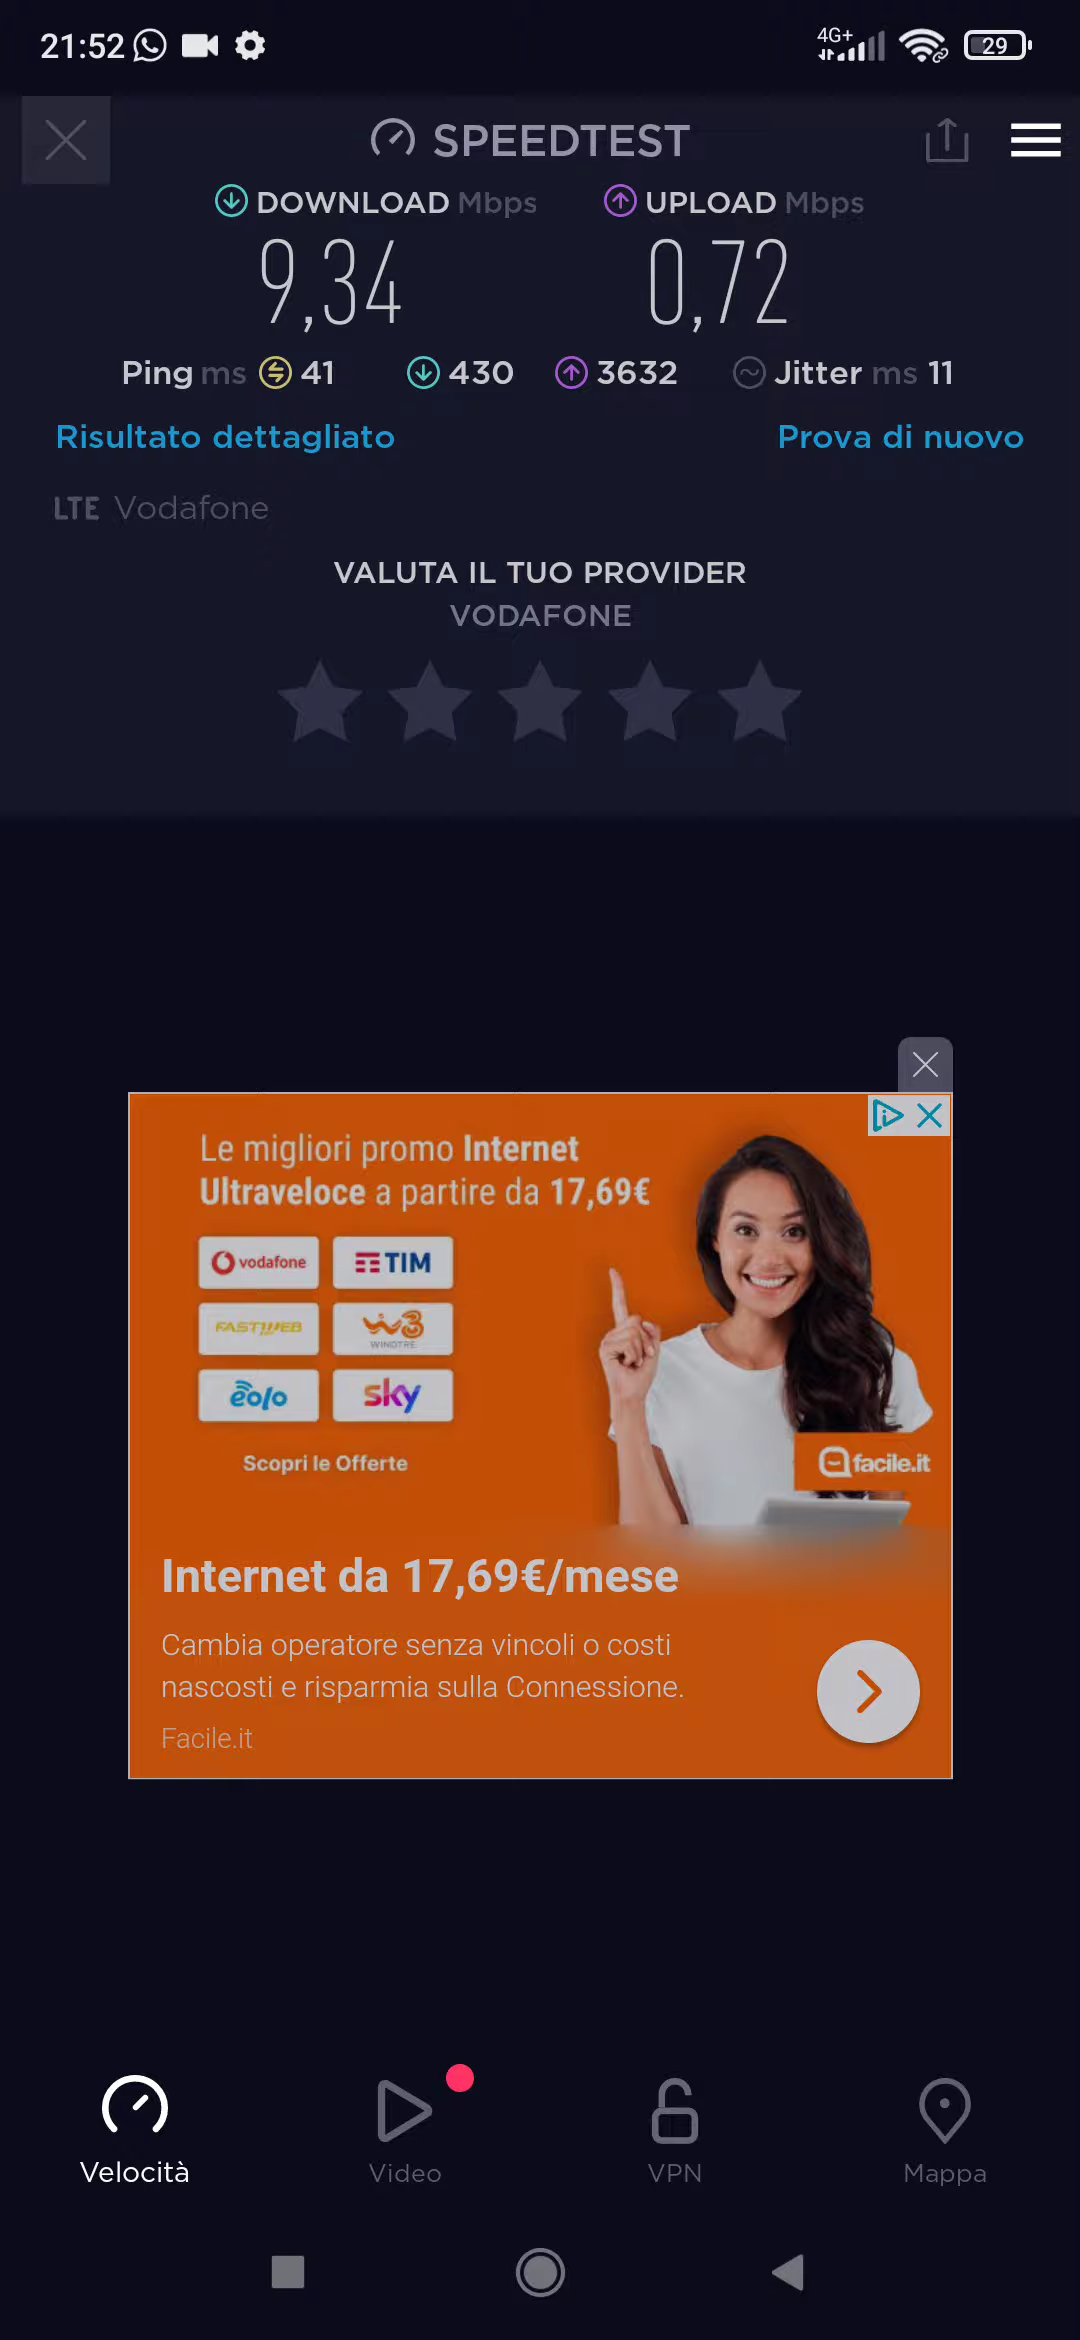 21:52
4G+
29
SPEEDTEST
DOWNLOAD Mbps
UPLOAD Mbps
9,34
0,72
Ping ms 41 430 3632 Jitter ms 11
Risultato dettagliato
Prova di nuovo
LTE Vodafone
VALUTA IL TUO PROVIDER
VODAFONE
Le migliori promo Internet
Ultraveloce a partire da 17,69€
vodafone
TIM
FASTWEB
W3
WINDTRE
eolo
sky
Scopri le Offerte
facile.it
Internet da 17,69€/mese
Cambia operatore senza vincoli o costi
nascosti e risparmia sulla Connessione.
Facile.it
Velocità
Video
VPN
Mappa